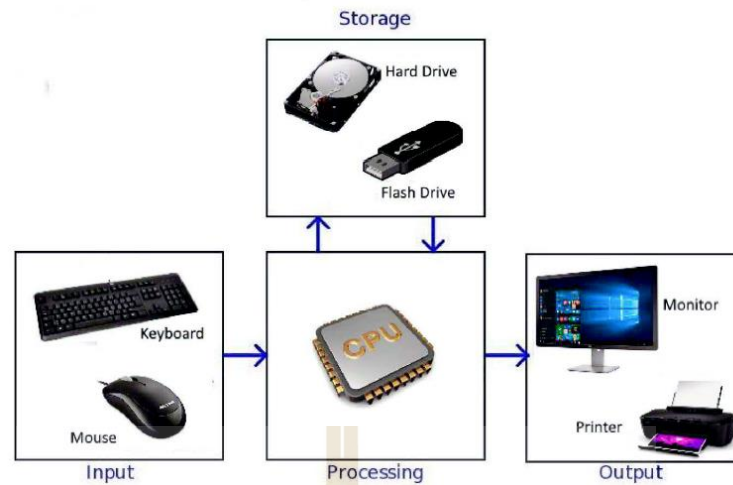 Storage
Hard Drive
Flash Drive
Keyboard
Mouse
Input
CPU
Processing
Monitor
Printer
Output